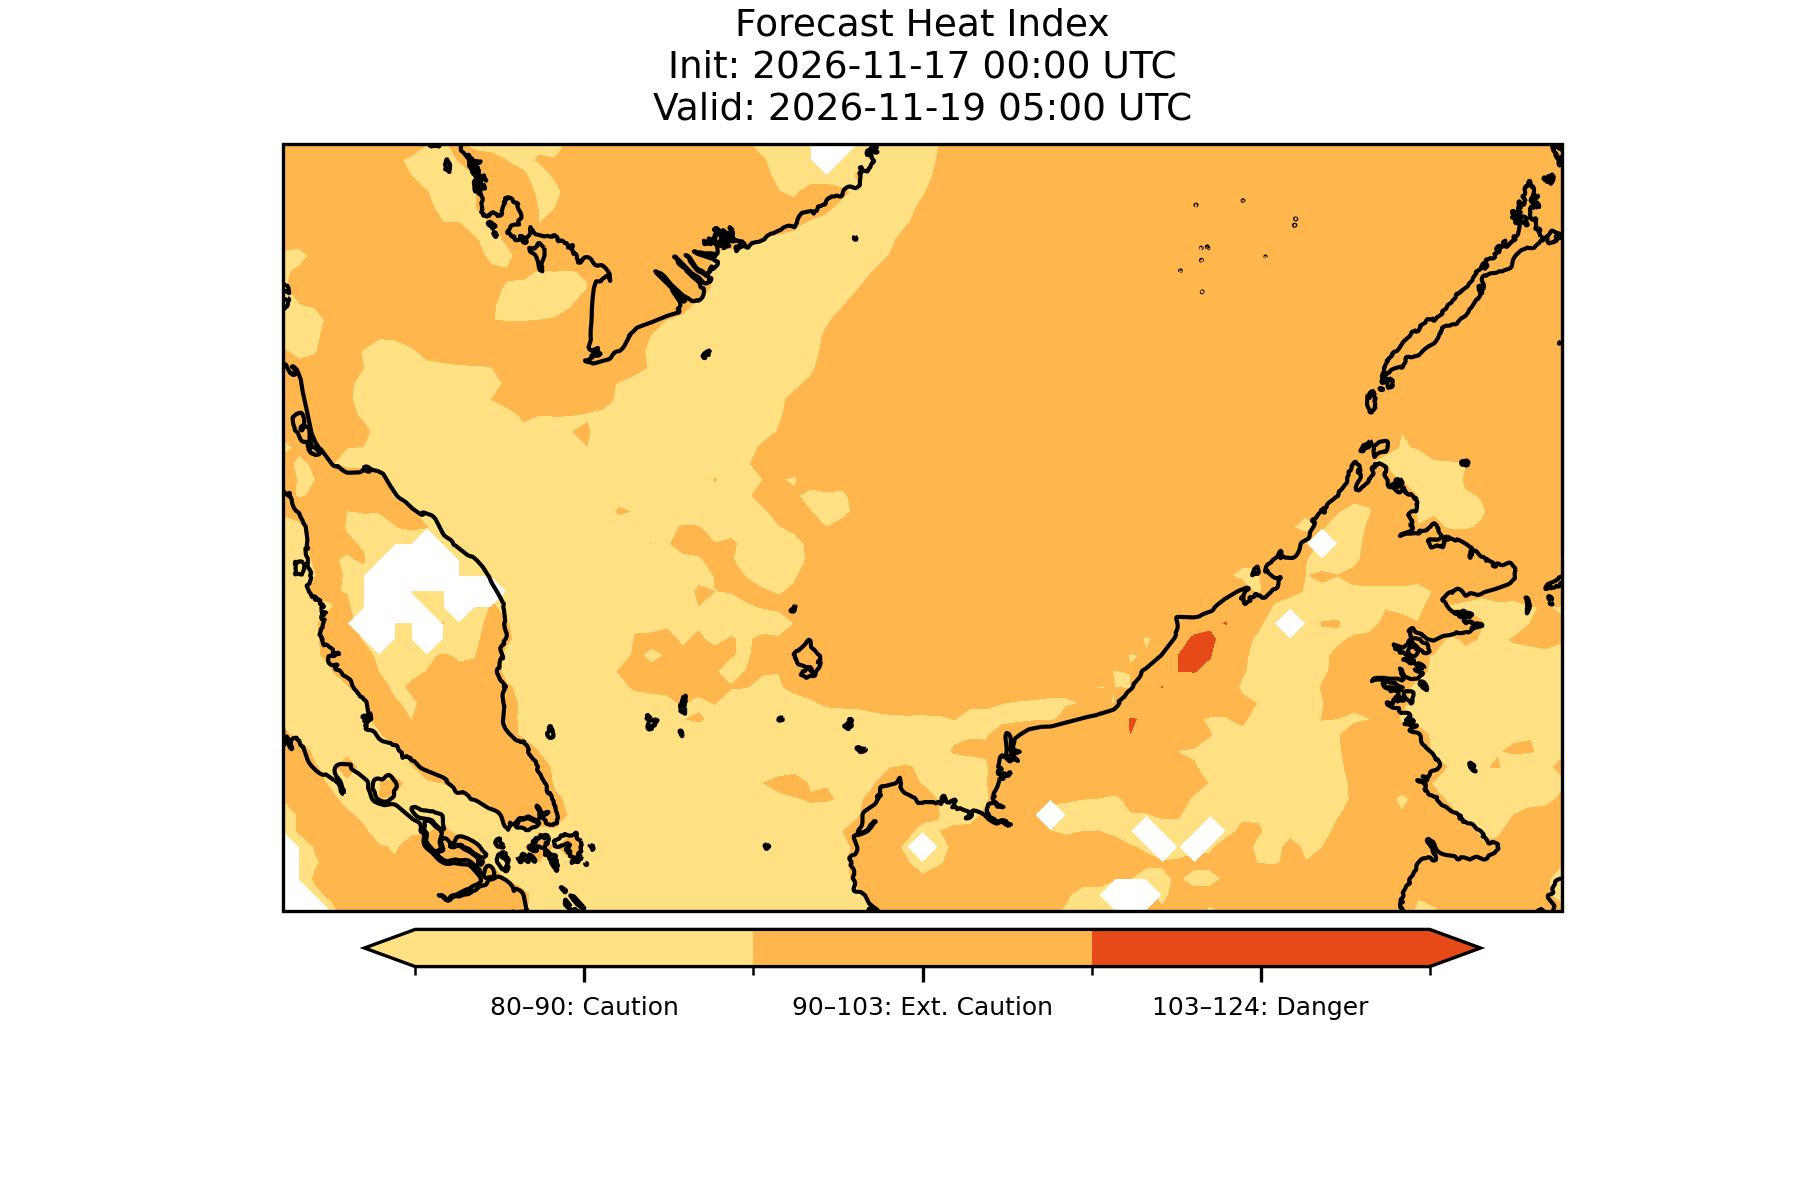 Forecast Heat Index
Init: 2026-11-17 00:00 UTC
Valid: 2026-11-19 05:00 UTC
80–90: Caution
90–103: Ext. Caution
103–124: Danger